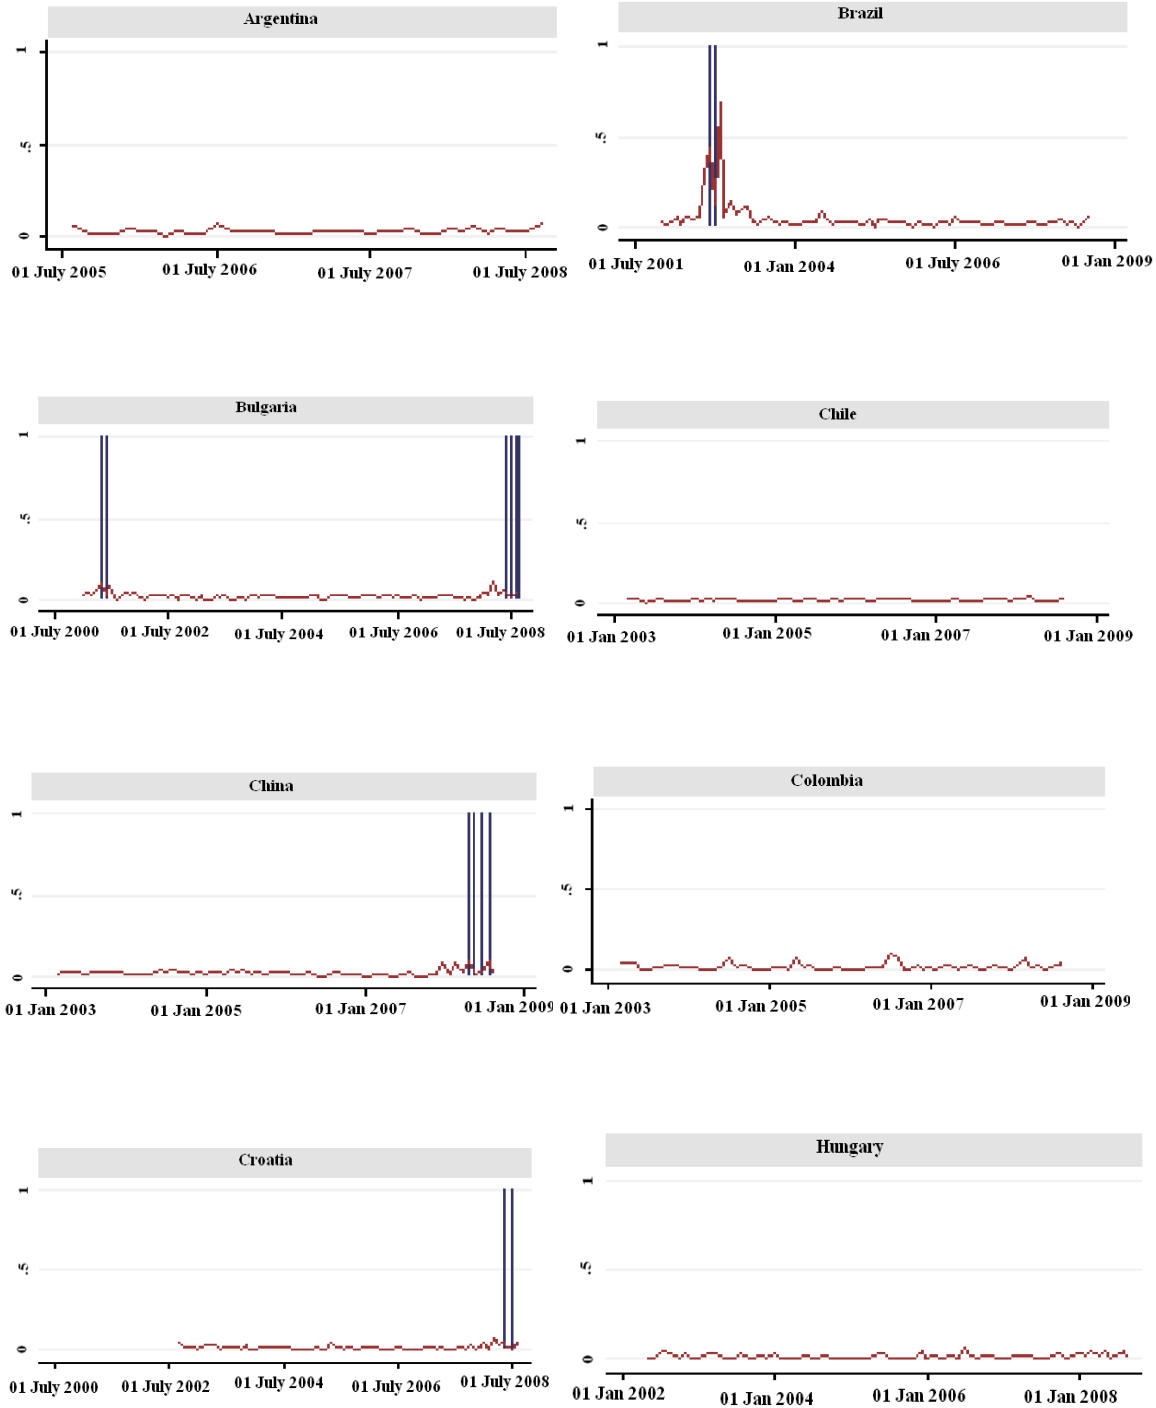 Argentina
1
.5
0
01 July 2005 01 July 2006 01 July 2007 01 July 2008
Brazil
1
.5
0
01 July 2001 01 Jan 2004 01 July 2006 01 Jan 2009
Bulgaria
1
.5
0
01 July 2000 01 July 2002 01 July 2004 01 July 2006 01 July 2008
Chile
1
.5
0
01 Jan 2003 01 Jan 2005 01 Jan 2007 01 Jan 2009
China
1
.5
0
01 Jan 2003 01 Jan 2005 01 Jan 2007 01 Jan 2009
Colombia
1
.5
0
01 Jan 2003 01 Jan 2005 01 Jan 2007 01 Jan 2009
Croatia
1
.5
0
01 July 2000 01 July 2002 01 July 2004 01 July 2006 01 July 2008
Hungary
1
.5
0
01 Jan 2002 01 Jan 2004 01 Jan 2006 01 Jan 2008